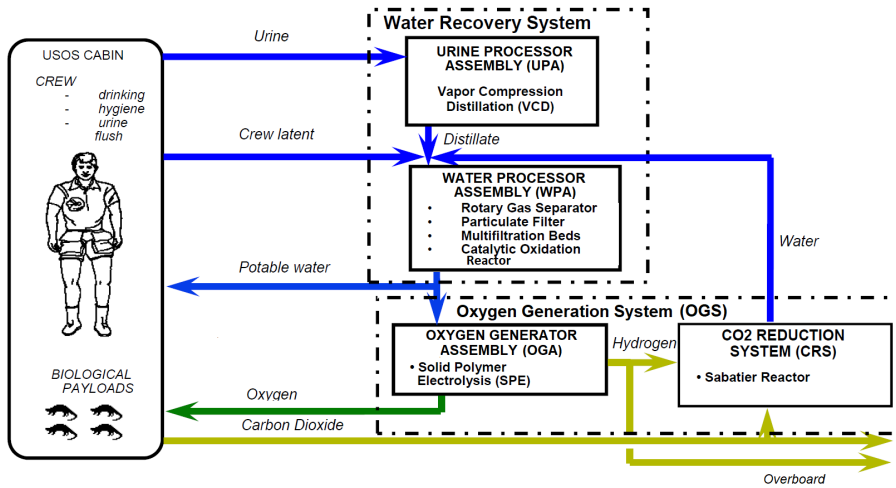 Water Recovery System
Urine
USOS CABIN
CREW
- drinking
- hygiene
- urine
flush
URINE PROCESSOR
ASSEMBLY (UPA)
Vapor Compression
Distillation (VCD)
Crew latent
Distillate
WATER PROCESSOR
ASSEMBLY (WPA)
• Rotary Gas Separator
• Particulate Filter
• Multifiltration Beds
• Catalytic Oxidation
Reactor
Water
Potable water
Oxygen Generation System (OGS)
OXYGEN GENERATOR
ASSEMBLY (OGA)
• Solid Polymer
Electrolysis (SPE)
Hydrogen
CO2 REDUCTION
SYSTEM (CRS)
• Sabatier Reactor
BIOLOGICAL
PAYLOADS
Oxygen
Carbon Dioxide
Overboard